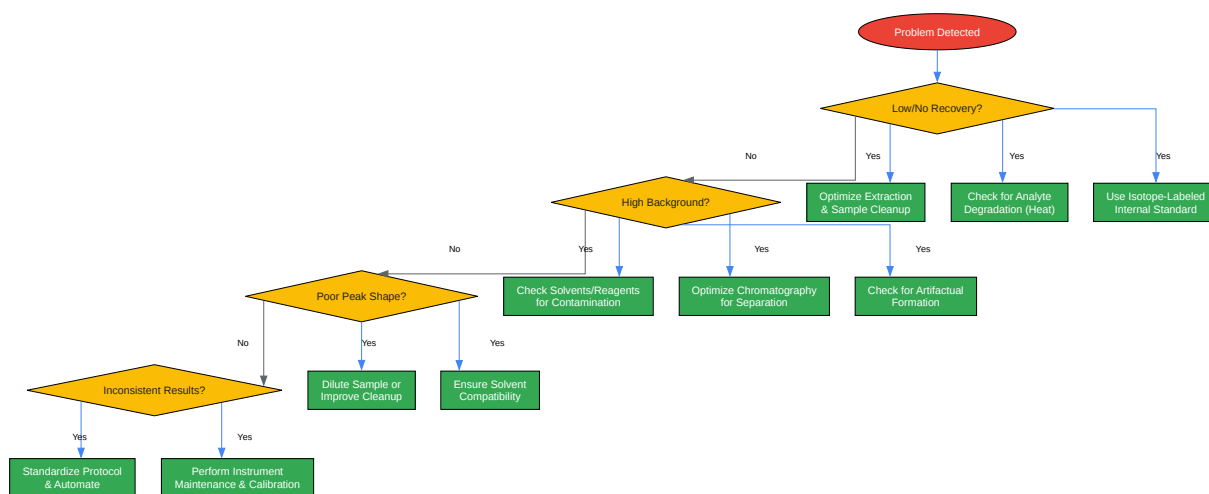 Problem Detected
Low/No Recovery?
No
Yes
Yes
Yes
Optimize Extraction
& Sample Cleanup
Check for Analyte
Degradation (Heat)
Use Isotope-Labeled
Internal Standard
High Background?
No
Yes
Yes
Yes
Check Solvents/Reagents
for Contamination
Optimize Chromatography
for Separation
Check for Artifactual
Formation
Poor Peak Shape?
No
Yes
Yes
Dilute Sample or
Improve Cleanup
Ensure Solvent
Compatibility
Inconsistent Results?
Yes
Yes
Standardize Protocol
& Automate
Perform Instrument
Maintenance & Calibration